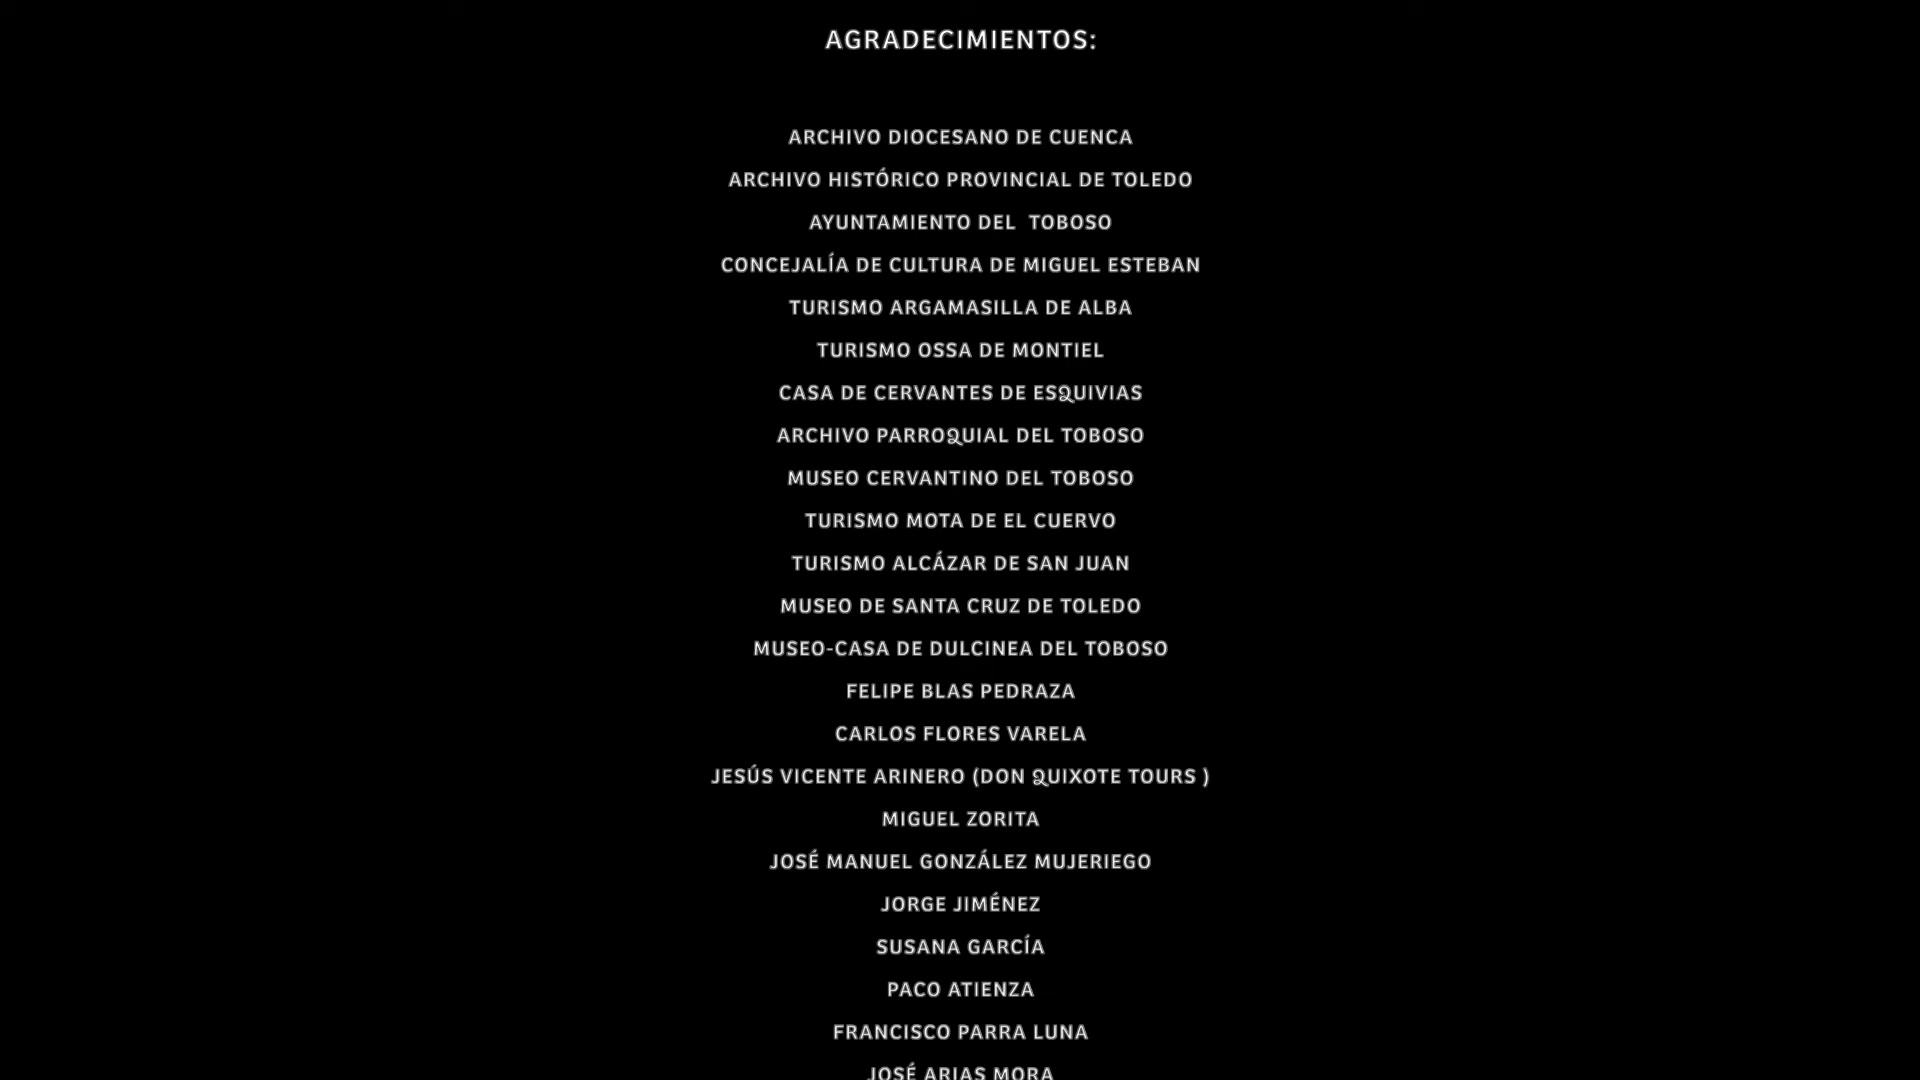 AGRADECIMIENTOS:
ARCHIVO DIOCESANO DE CUENCA
ARCHIVO HISTÓRICO PROVINCIAL DE TOLEDO
AYUNTAMIENTO DEL  TOBOSO
CONCEJALÍA DE CULTURA DE MIGUEL ESTEBAN
TURISMO ARGAMASILLA DE ALBA
TURISMO OSSA DE MONTIEL
CASA DE CERVANTES DE ESQUIVIAS
ARCHIVO PARROQUIAL DEL TOBOSO
MUSEO CERVANTINO DEL TOBOSO
TURISMO MOTA DE EL CUERVO
TURISMO ALCÁZAR DE SAN JUAN
MUSEO DE SANTA CRUZ DE TOLEDO
MUSEO-CASA DE DULCINEA DEL TOBOSO
FELIPE BLAS PEDRAZA
CARLOS FLORES VARELA
JESÚS VICENTE ARINERO (DON QUIXOTE TOURS )
MIGUEL ZORITA
JOSÉ MANUEL GONZÁLEZ MUJERIEGO
JORGE JIMÉNEZ
SUSANA GARCÍA
PACO ATIENZA
FRANCISCO PARRA LUNA
JOSÉ ARIAS MORA